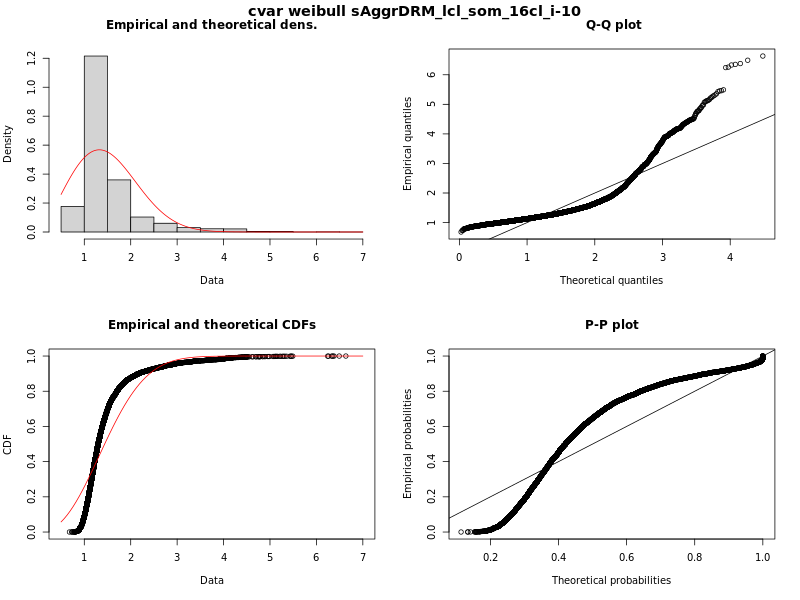 cvar weibull sAggrDRM_lcl_som_16cl_i-10
Empirical and theoretical dens.
Density
0.0 0.2 0.4 0.6 0.8 1.0 1.2
1 2 3 4 5 6 7
Data
Q-Q plot
Empirical quantiles
1 2 3 4 5 6
0 1 2 3 4
Theoretical quantiles
Empirical and theoretical CDFs
CDF
0.0 0.2 0.4 0.6 0.8 1.0
1 2 3 4 5 6 7
Data
P-P plot
Empirical probabilities
0.0 0.2 0.4 0.6 0.8 1.0
0.2 0.4 0.6 0.8 1.0
Theoretical probabilities